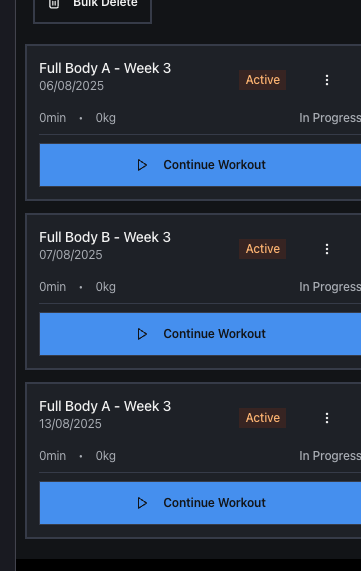 Bulk Delete
Full Body A - Week 3
Active
06/08/2025
0min • 0kg
In Progress
Continue Workout
Full Body B - Week 3
Active
07/08/2025
0min • 0kg
In Progress
Continue Workout
Full Body A - Week 3
Active
13/08/2025
0min • 0kg
In Progress
Continue Workout